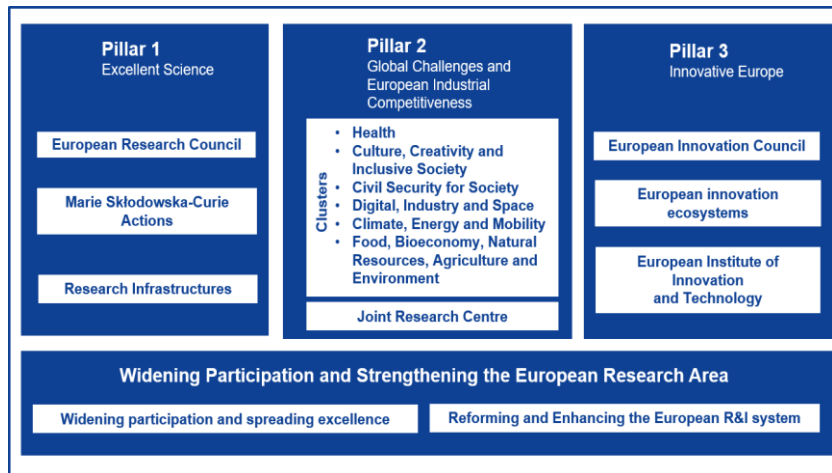 Pillar 1
Excellent Science
European Research Council
Marie Skłodowska-Curie
Actions
Research Infrastructures
Pillar 2
Global Challenges and
European Industrial
Competitiveness
Clusters
• Health
• Culture, Creativity and
Inclusive Society
• Civil Security for Society
• Digital, Industry and Space
• Climate, Energy and Mobility
• Food, Bioeconomy, Natural
Resources, Agriculture and
Environment
Joint Research Centre
Pillar 3
Innovative Europe
European Innovation Council
European innovation
ecosystems
European Institute of
Innovation
and Technology
Widening Participation and Strengthening the European Research Area
Widening participation and spreading excellence
Reforming and Enhancing the European R&I system